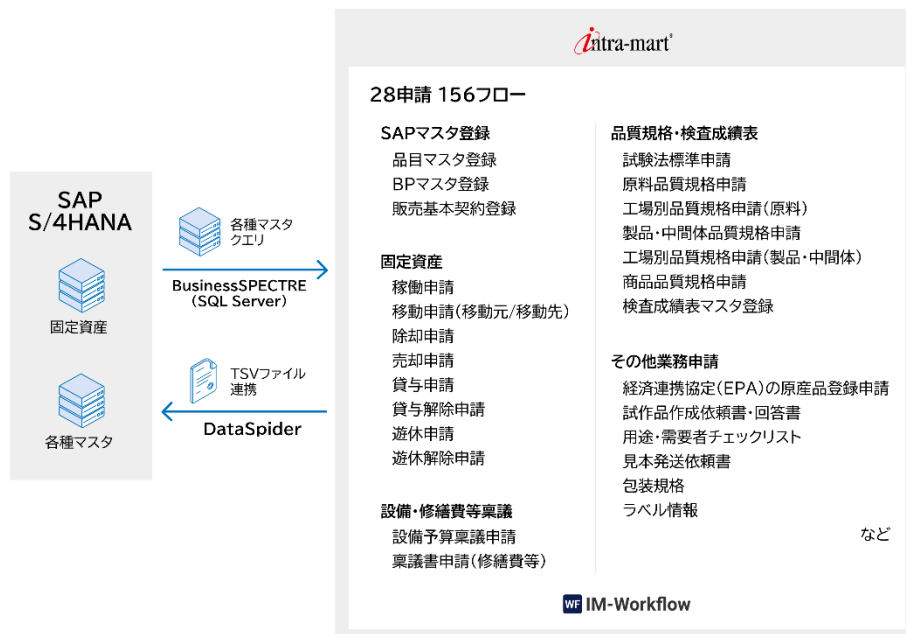 SAP
S/4HANA
固定資産
各種マスタ
各種マスタ
クエリ
BusinessSPECTRE
(SQL Server)
TSVファイル
連携
DataSpider
intra-mart®
28申請 156フロー
SAPマスタ登録
品目マスタ登録
BPマスタ登録
販売基本契約登録
固定資産
稼働申請
移動申請(移動元/移動先)
除却申請
売却申請
貸与申請
貸与解除申請
遊休申請
遊休解除申請
設備・修繕費等稟議
設備予算稟議申請
稟議書申請(修繕費等)
品質規格・検査成績表
試験法標準申請
原料品質規格申請
工場別品質規格申請(原料)
製品・中間体品質規格申請
工場別品質規格申請(製品・中間体)
商品品質規格申請
検査成績表マスタ登録
その他業務申請
経済連携協定(EPA)の原産品登録申請
試作品作成依頼書・回答書
用途・需要者チェックリスト
見本発送依頼書
包装規格
ラベル情報
など
WF IM-Workflow